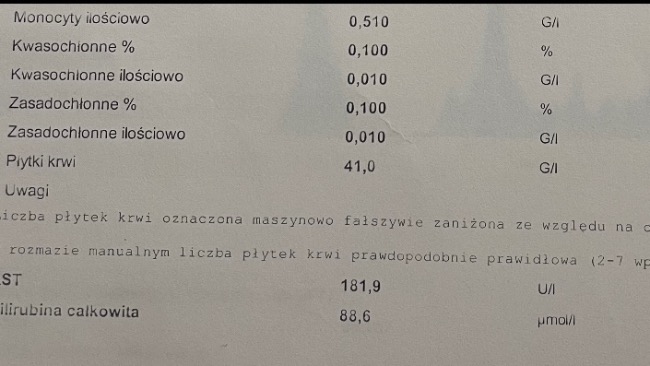 Monocyty ilościowo 0,510 G/l
Kwasochłonne % 0,100 %
Kwasochłonne ilościowo 0,010 G/l
Zasadochłonne % 0,100 %
Zasadochłonne ilościowo 0,010 G/l
Płytki krwi 41,0 G/l
Uwagi
iczba płytek krwi oznaczona maszynowo fałszywie zaniżona ze względu na
rozmazie manualnym liczba płytek krwi prawdopodobnie prawidłowa (2-7 wp
ST 181,9 U/l
ilirubina całkowita 88,6 µmol/l